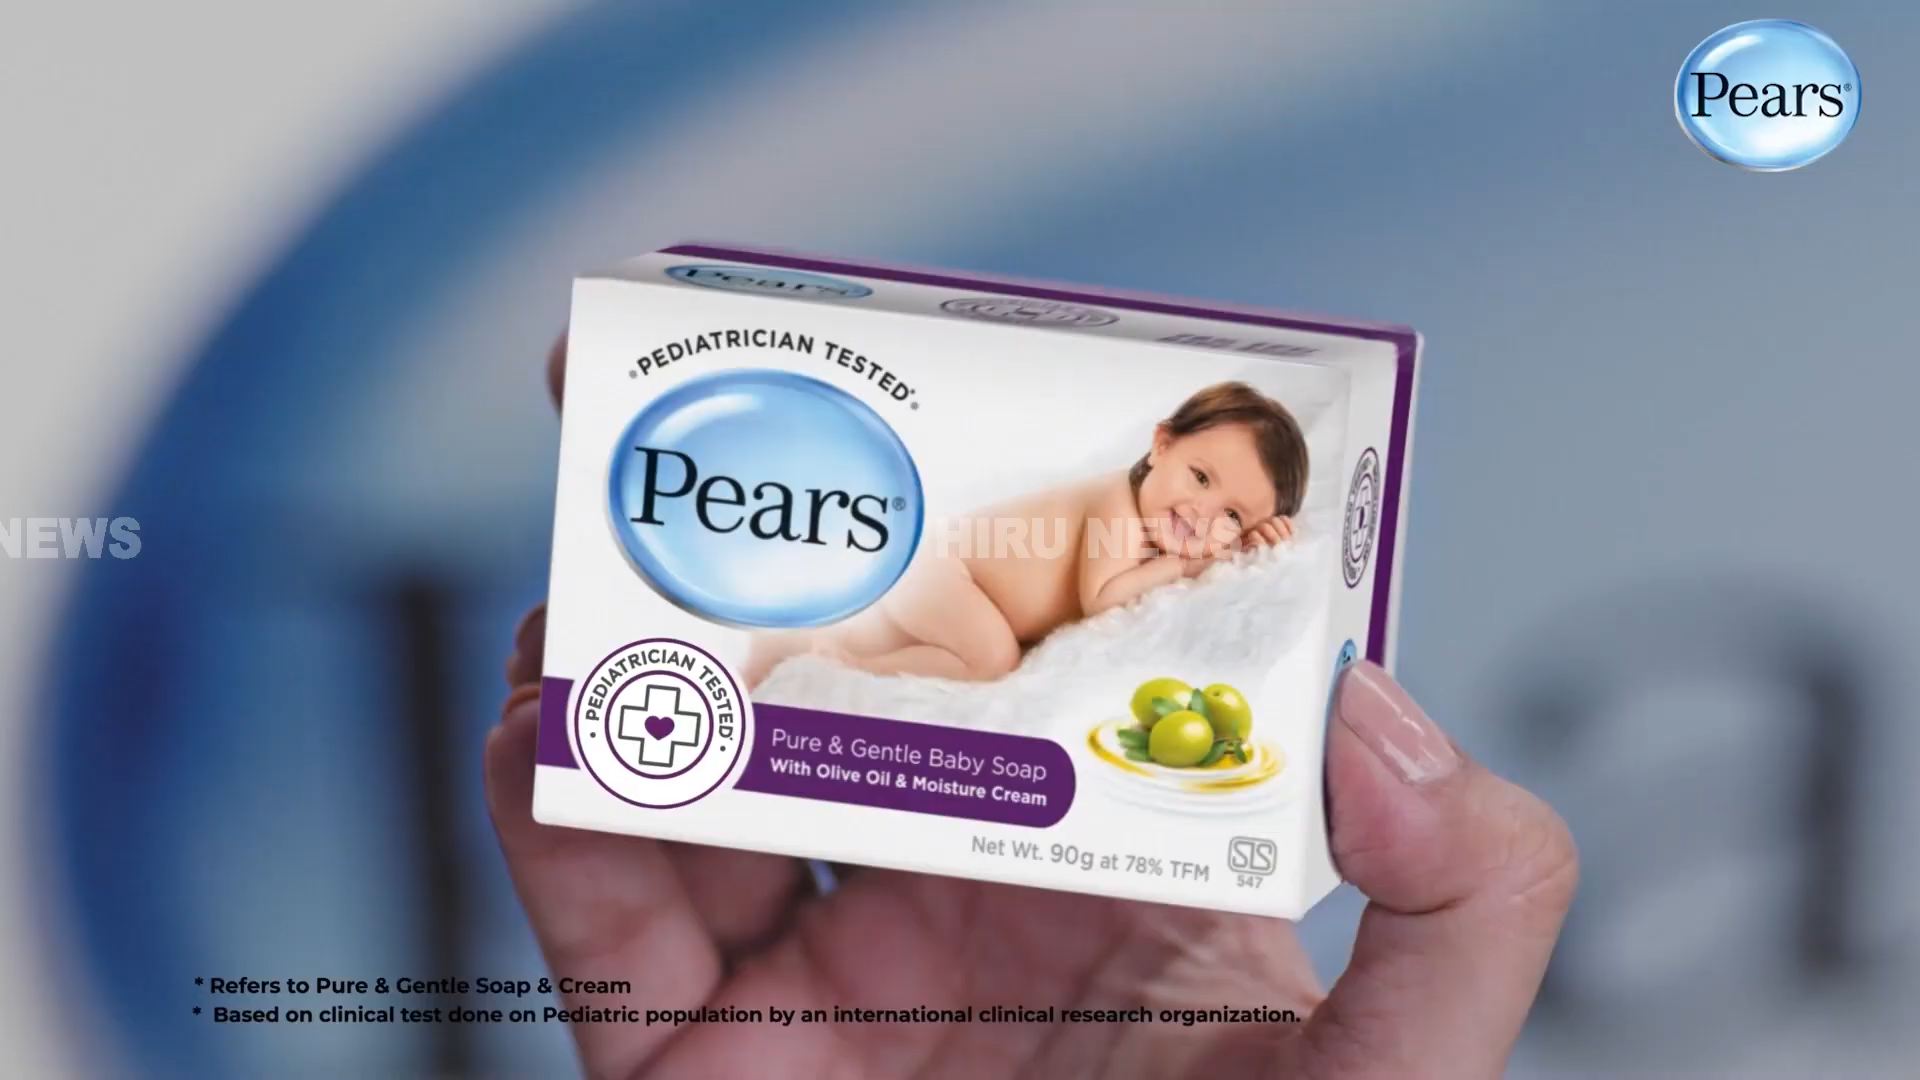 Pears®
Pears
•PEDIATRICIAN TESTED*•
Pears®
NEWS
HIRU NEWS
• PEDIATRICIAN TESTED* •
Pure & Gentle Baby Soap
With Olive Oil & Moisture Cream
Net Wt. 90g at 78% TFM
SLS
547
* Refers to Pure & Gentle Soap & Cream
* Based on clinical test done on Pediatric population by an international clinical research organization.